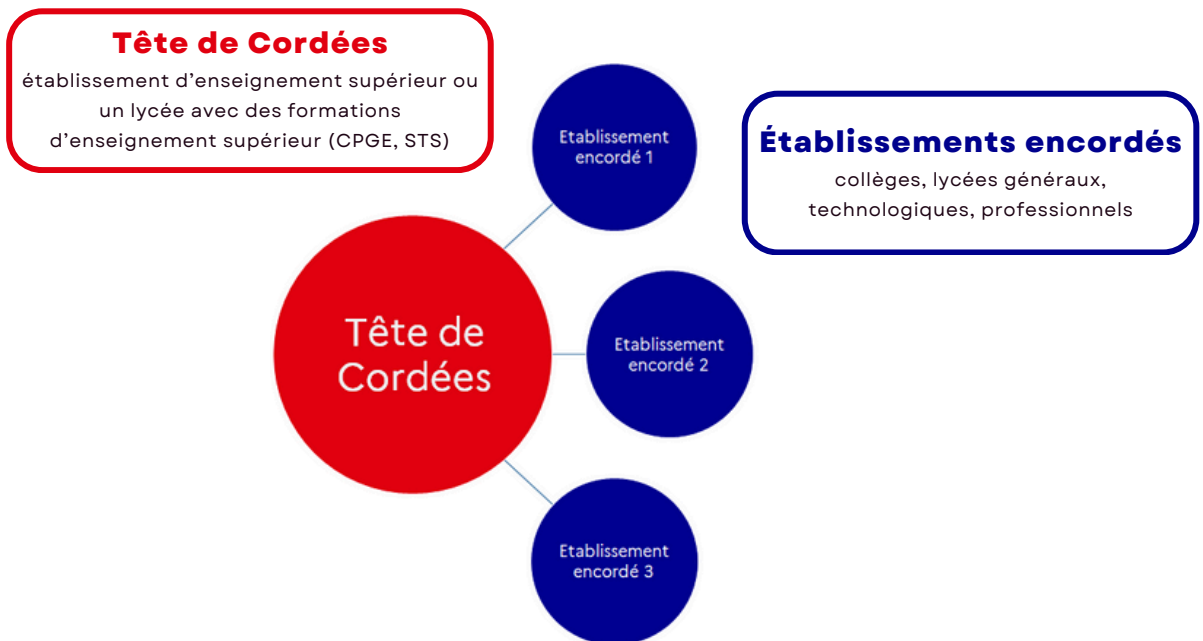 Tête de Cordées
établissement d'enseignement supérieur ou
un lycée avec des formations
d'enseignement supérieur (CPGE, STS)
Etablissement
encordé 1
Établissements encordés
collèges, lycées généraux,
technologiques, professionnels
Tête de
Cordées
Etablissement
encordé 2
Etablissement
encordé 3